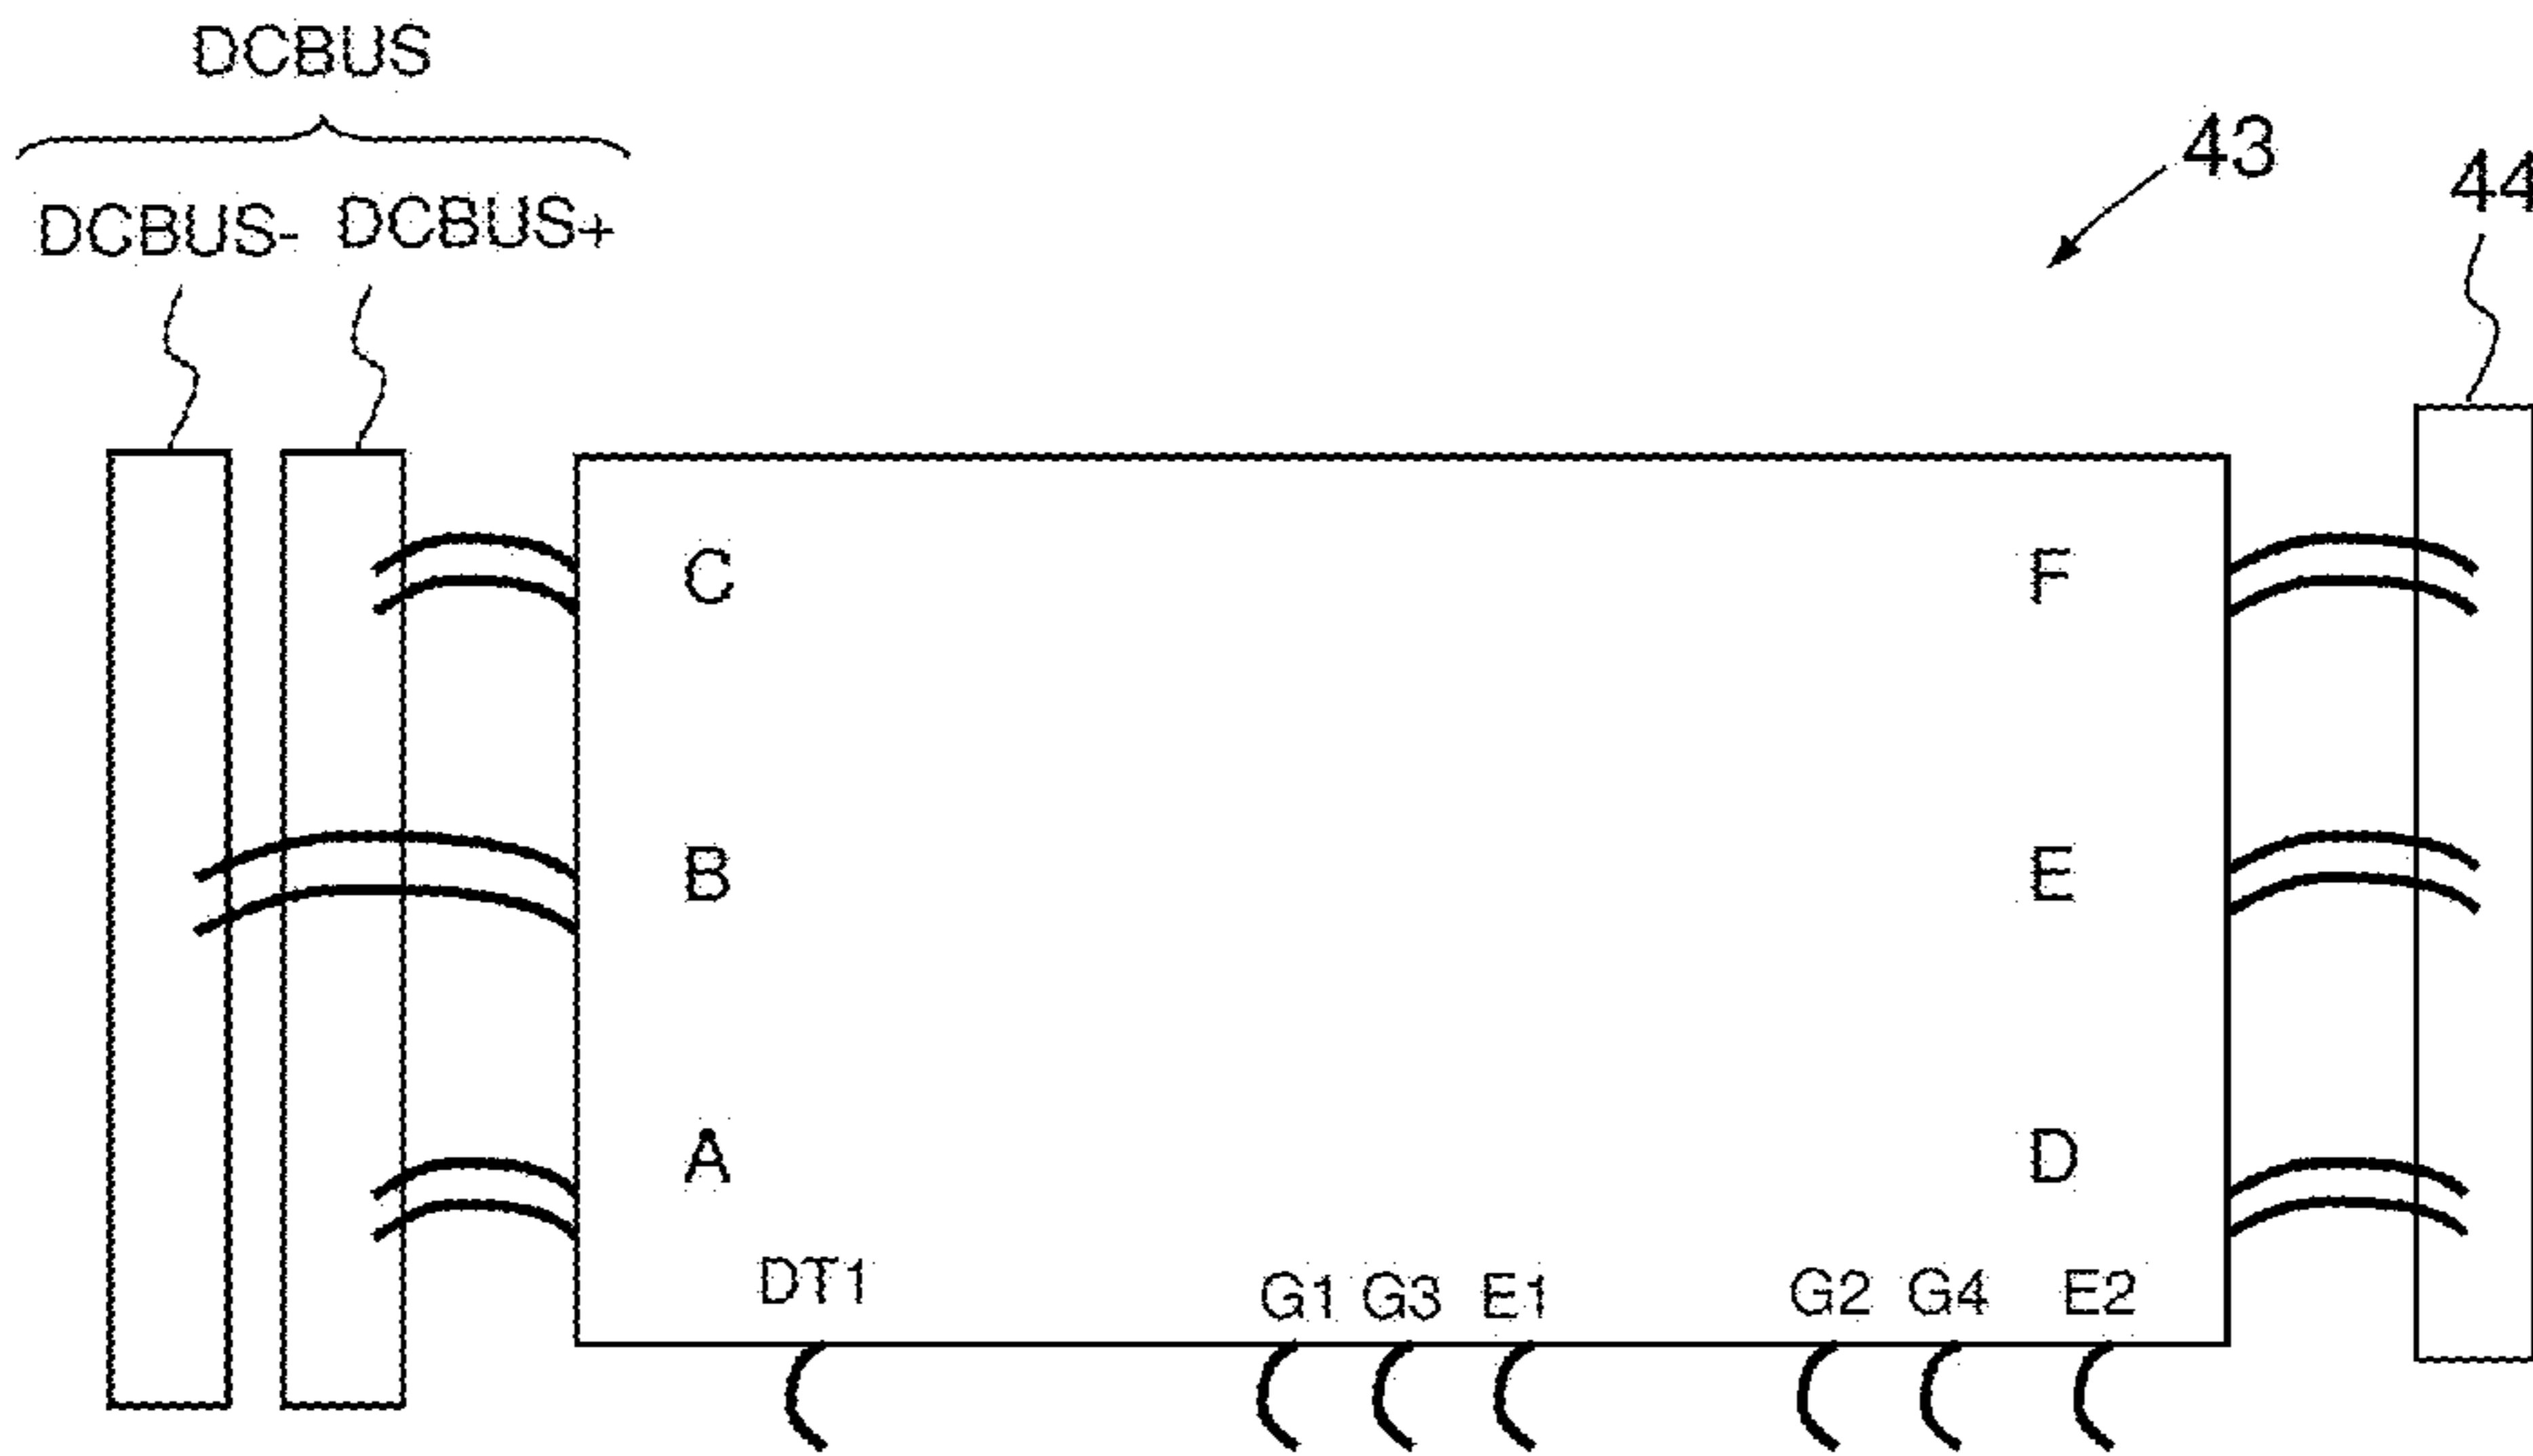 DCBUS
43
44
DCBUS- DCBUS+
C F
B E
A D
DT1 G1 G3 E1 G2 G4 E2